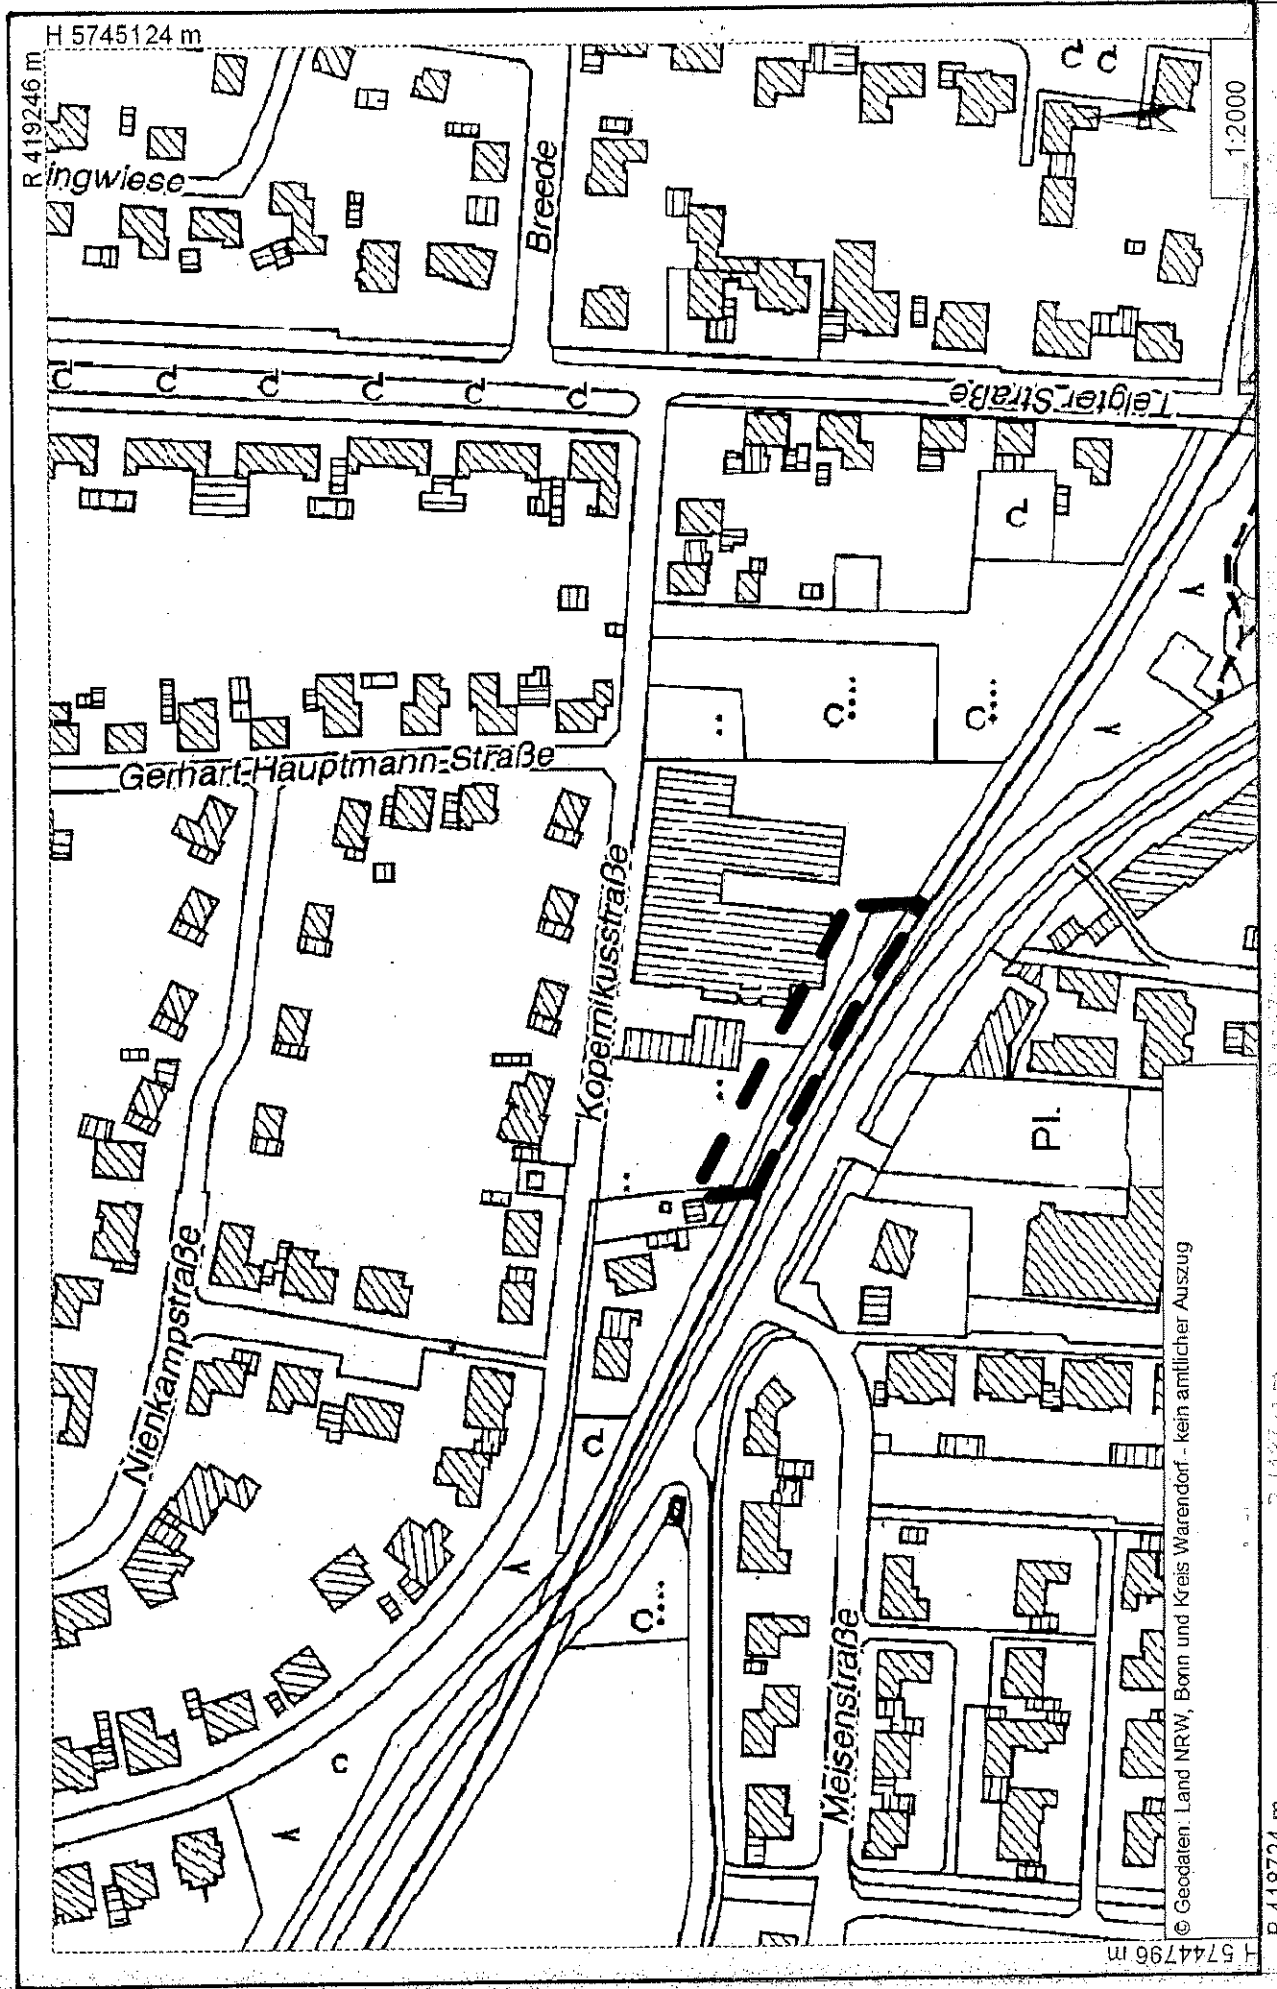 H 5745124 m
R 419246 m
ingwiese
Breede
1:2000
Telgter Straße
Gerhart-Hauptmann-Straße
Kopernikusstraße
Nienkampstraße
Pl.
Meisenstraße
© Geodaten: Land NRW, Bonn und Kreis Warendorf - kein amtlicher Auszug
H 5744796 m
R 418724 m